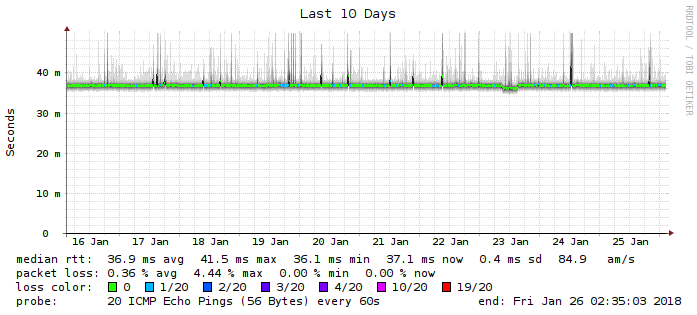 Last 10 Days
RRDTOOL / TOBI OETIKER
Seconds
40 m
30 m
20 m
10 m
0
16 Jan 17 Jan 18 Jan 19 Jan 20 Jan 21 Jan 22 Jan 23 Jan 24 Jan 25 Jan
median rtt: 36.9 ms avg 41.5 ms max 36.1 ms min 37.1 ms now 0.4 ms sd 84.9 am/s
packet loss: 0.36 % avg 4.44 % max 0.00 % min 0.00 % now
loss color: 0 1/20 2/20 3/20 4/20 10/20 19/20
probe: 20 ICMP Echo Pings (56 Bytes) every 60s end: Fri Jan 26 02:35:03 2018